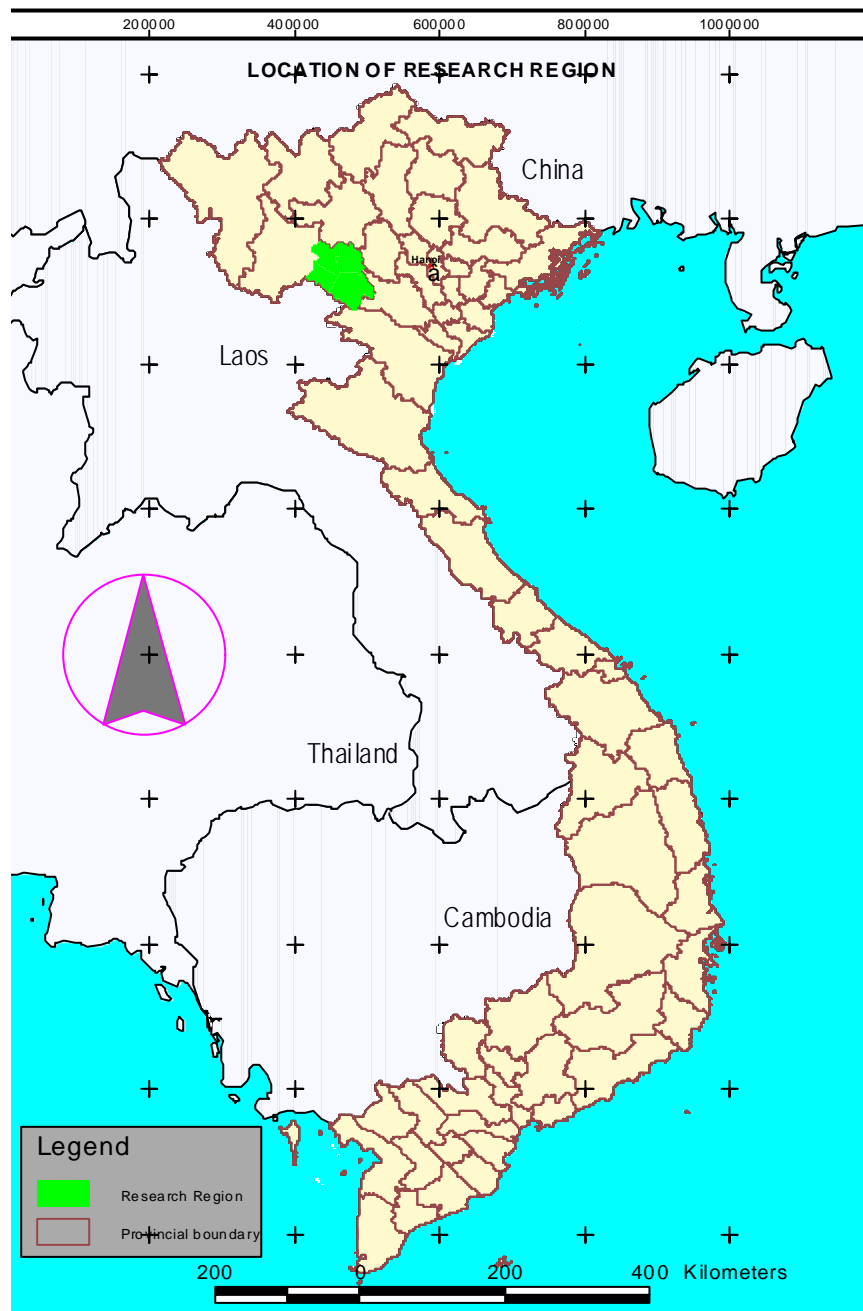 200000 400000 600000 800000 1000000
LOCATION OF RESEARCH REGION
China
Hanoi
a
Laos
Thailand
Cambodia
Legend
Research Region
Provincial boundary
200 0 200 400 Kilometers